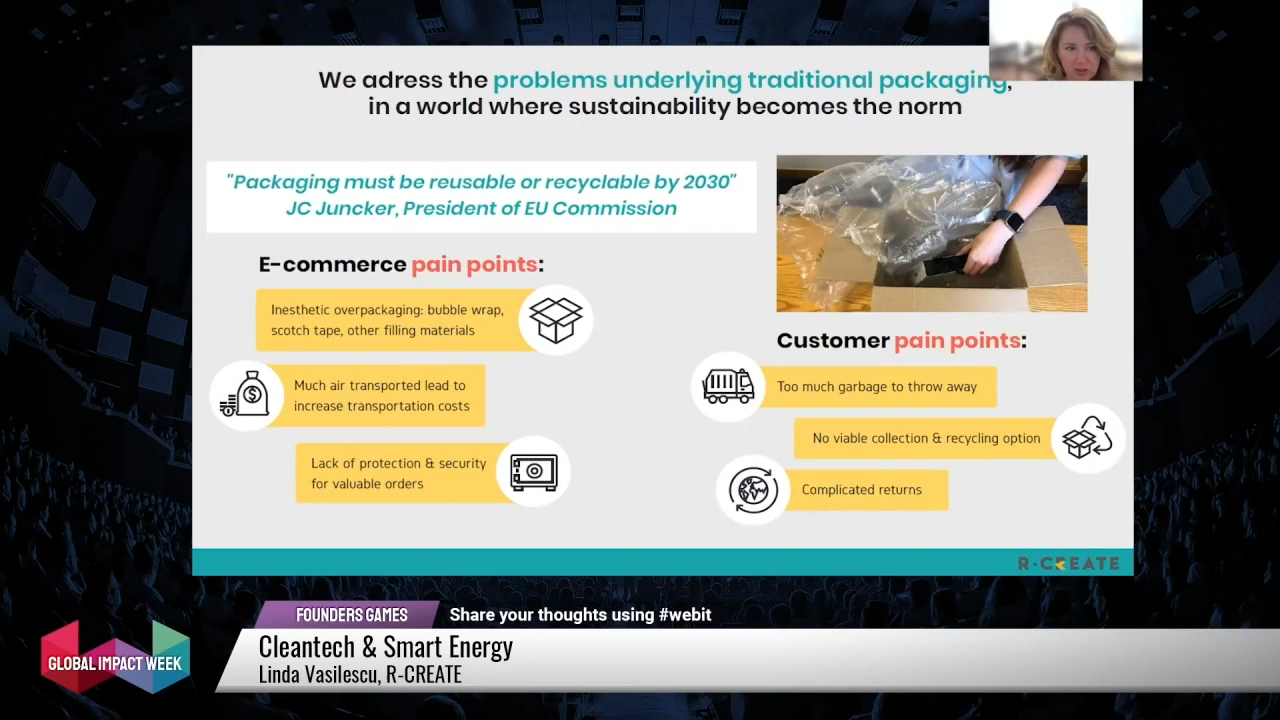 We adress the problems underlying traditional packaging,
in a world where sustainability becomes the norm
"Packaging must be reusable or recyclable by 2030"
JC Juncker, President of EU Commission
E-commerce pain points:
Inesthetic overpackaging: bubble wrap,
scotch tape, other filling materials
Much air transported lead to
increase transportation costs
Lack of protection & security
for valuable orders
Customer pain points:
Too much garbage to throw away
No viable collection & recycling option
Complicated returns
R-CREATE
FOUNDERS GAMES
Share your thoughts using #webit
GLOBAL IMPACT WEEK
Cleantech & Smart Energy
Linda Vasilescu, R-CREATE